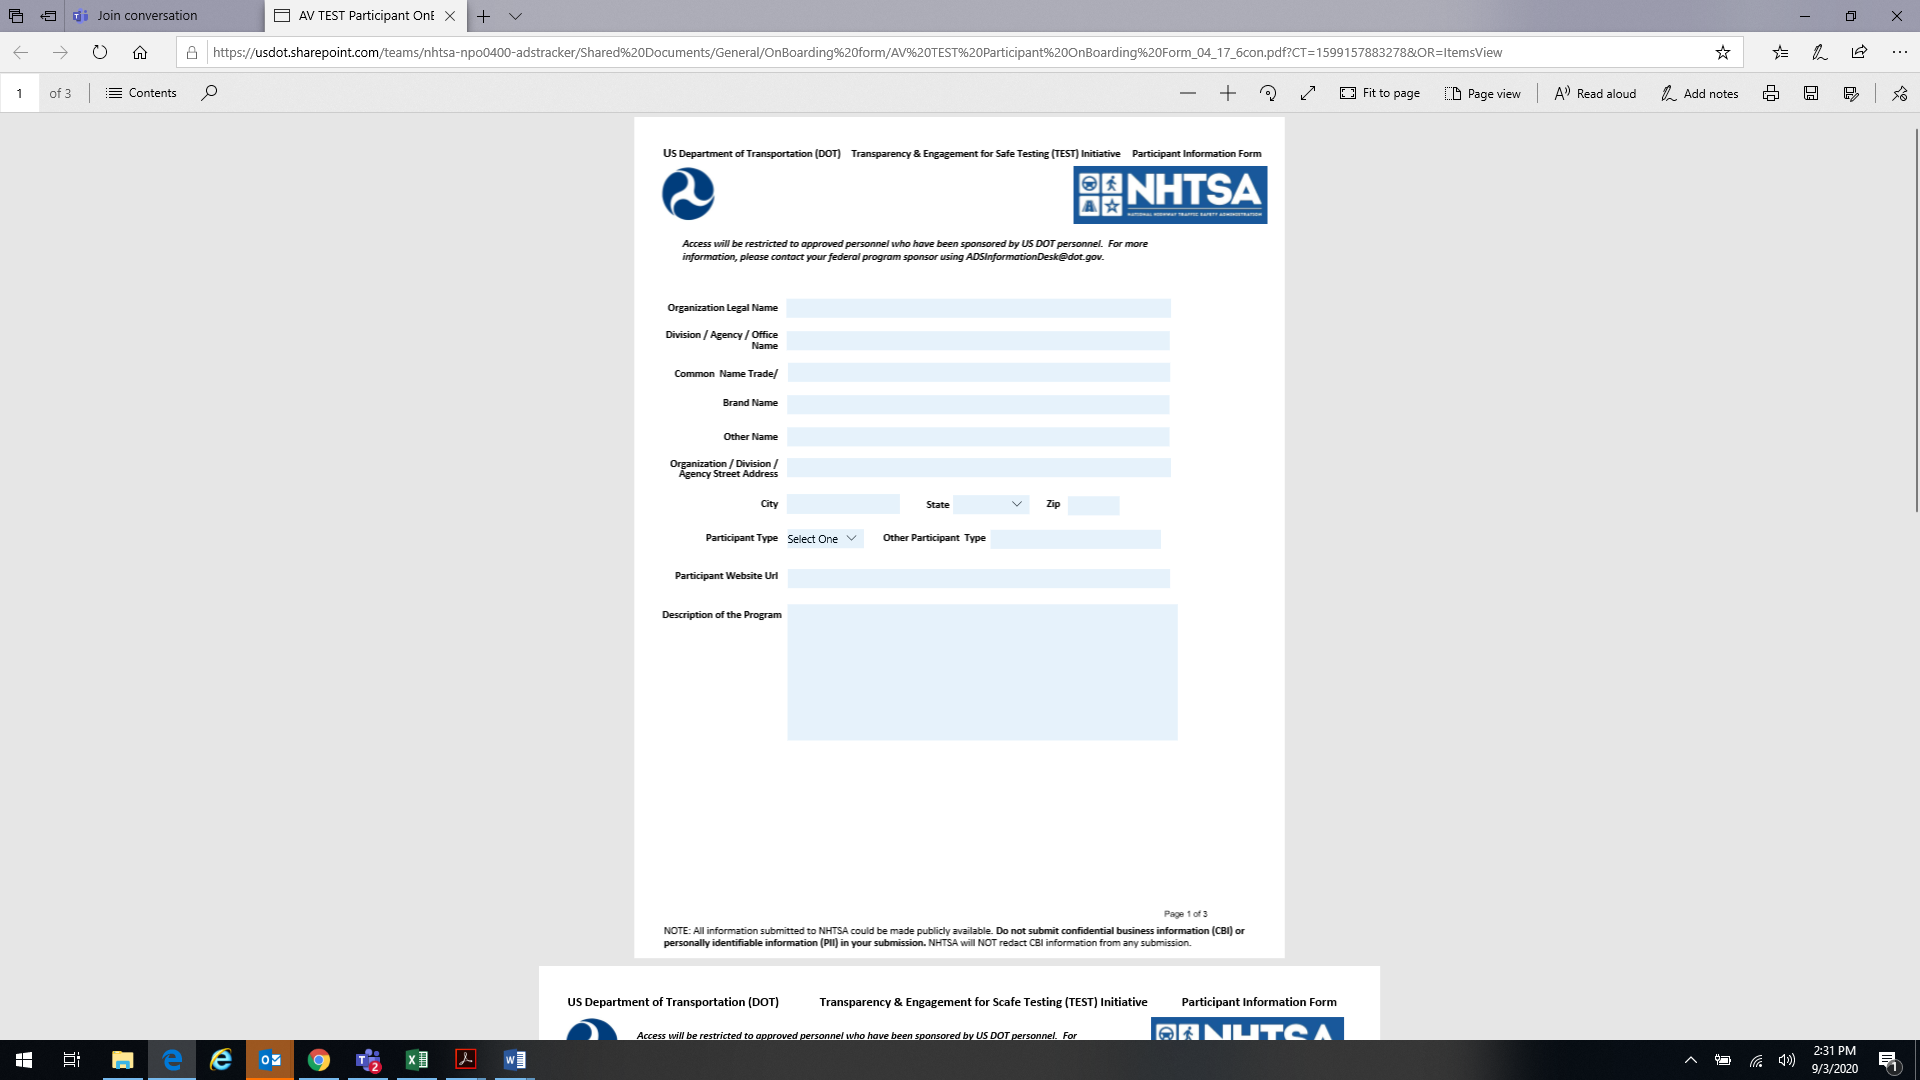 Join conversation
AV TEST Participant OnE
https://usdot.sharepoint.com/teams/nhtsa-npo0400-adstracker/Shared%20Documents/General/OnBoarding%20form/AV%20TEST%20Participant%20OnBoarding%20Form_04_17_6con.pdf?CT=1599157883278&OR=ItemsView
1 of 3 Contents Fit to page Page view Read aloud Add notes
US Department of Transportation (DOT) Transparency & Engagement for Safe Testing (TEST) Initiative Participant Information Form
NHTSA
NATIONAL HIGHWAY TRAFFIC SAFETY ADMINISTRATION
Access will be restricted to approved personnel who have been sponsored by US DOT personnel. For more
information, please contact your federal program sponsor using ADSInformationDesk@dot.gov.
Organization Legal Name
Division / Agency / Office
Name
Common Name Trade/
Brand Name
Other Name
Organization / Division /
Agency Street Address
City State Zip
Participant Type Select One Other Participant Type
Participant Website Url
Description of the Program
Page 1 of 3
NOTE: All information submitted to NHTSA could be made publicly available. Do not submit confidential business information (CBI) or
personally identifiable information (PII) in your submission. NHTSA will NOT redact CBI information from any submission.
US Department of Transportation (DOT) Transparency & Engagement for Scafe Testing (TEST) Initiative Participant Information Form
Access will be restricted to approved personnel who have been sponsored by US DOT personnel. For
NHTSA
2
2:31 PM
9/3/2020
1